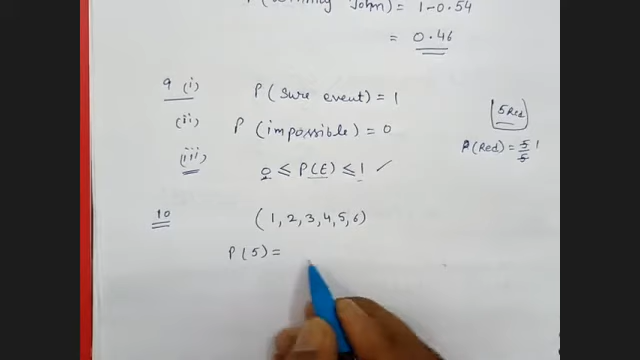 P(Winning John) = 1-0.54
= 0.46
9 (i) P(Sure event) = 1
(ii) P(impossible) = 0
(iii) 0 ≤ P(E) ≤ 1 ✓
5 Red
P(Red) = 5/5 1
10 (1, 2, 3, 4, 5, 6)
P(5) =